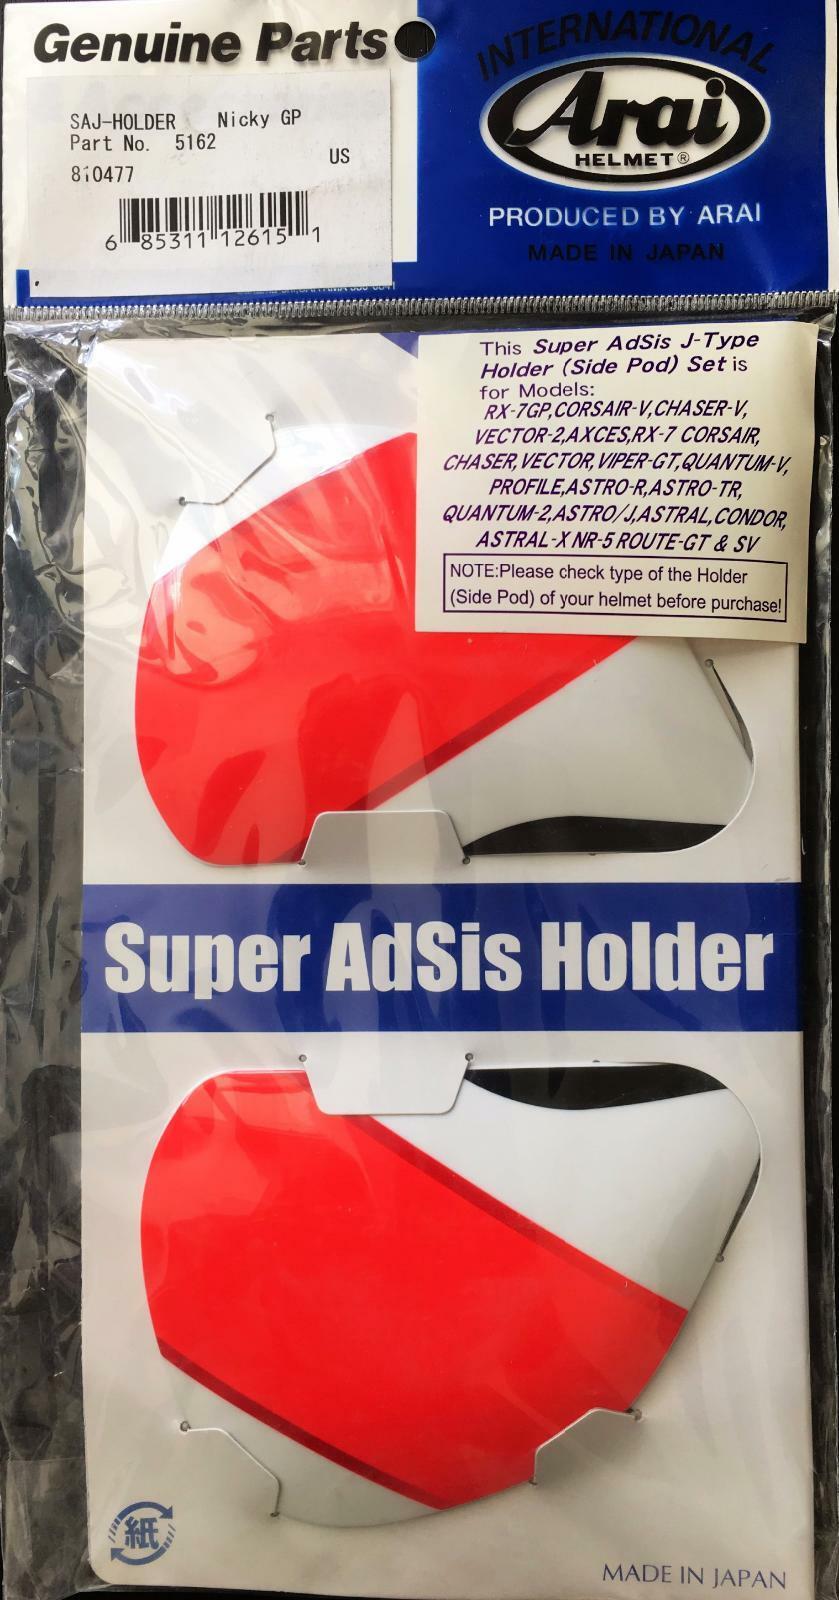 Genuine Parts
SAJ-HOLDER Nicky GP
Part No. 5162
US
810477
6 85311 12615 1
INTERNATIONAL
Arai
HELMET®
PRODUCED BY ARAI
MADE IN JAPAN
This Super AdSis J-Type
Holder (Side Pod) Set is
for Models:
RX-7GP,CORSAIR-V,CHASER-V,
VECTOR-2,AXCES,RX-7 CORSAIR,
CHASER,VECTOR,VIPER-GT,QUANTUM-V,
PROFILE,ASTRO-R,ASTRO-TR,
QUANTUM-2,ASTRO/J,ASTRAL,CONDOR,
ASTRAL-X NR-5 ROUTE-GT & SV
NOTE:Please check type of the Holder
(Side Pod) of your helmet before purchase!
Super AdSis Holder
紙
MADE IN JAPAN